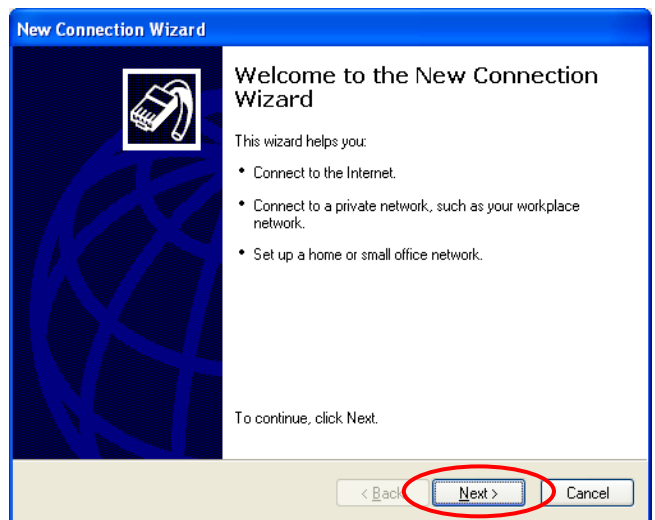 New Connection Wizard
Welcome to the New Connection
Wizard
This wizard helps you:
• Connect to the Internet.
• Connect to a private network, such as your workplace
network.
• Set up a home or small office network.
To continue, click Next.
< Back Next > Cancel